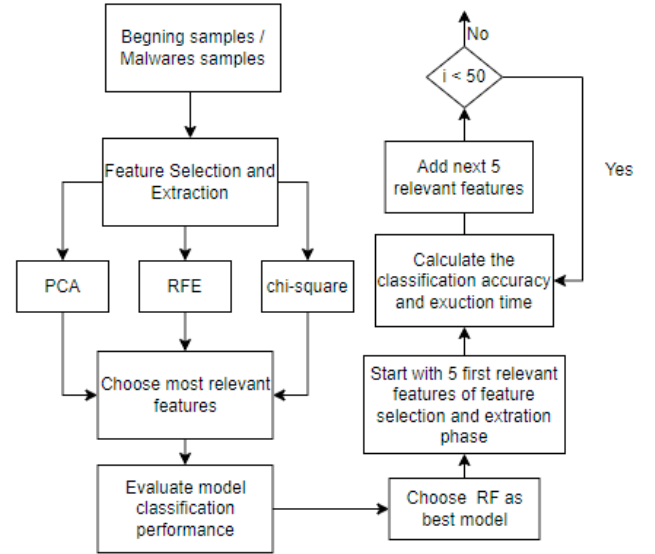 Begning samples /
Malwares samples
Feature Selection and
Extraction
PCA
RFE
chi-square
Choose most relevant
features
Evaluate model
classification
performance
Choose RF as
best model
Start with 5 first relevant
features of feature
selection and extration
phase
Calculate the
classification accuracy
and exuction time
Add next 5
relevant features
i < 50
No
Yes